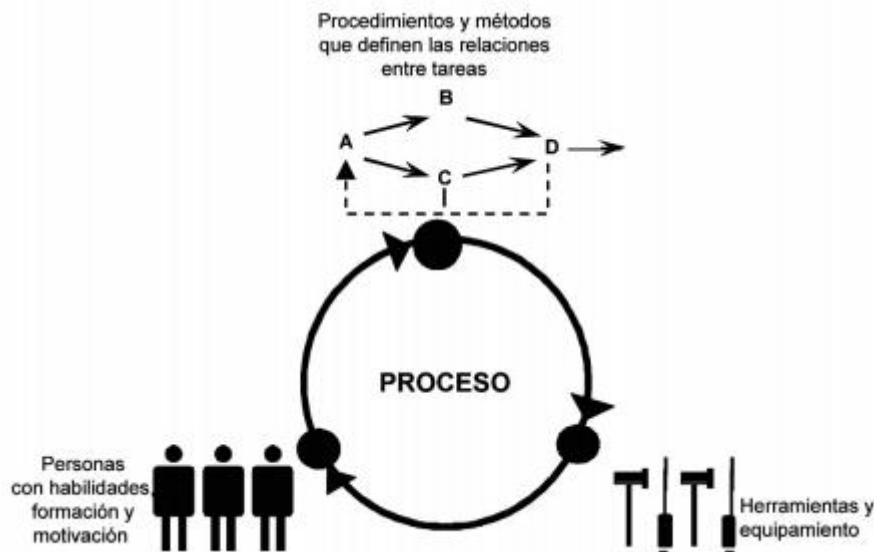 Procedimientos y métodos
que definen las relaciones
entre tareas
B
A
D
C
PROCESO
Personas
con habilidades,
formación y
motivación
Herramientas y
equipamiento